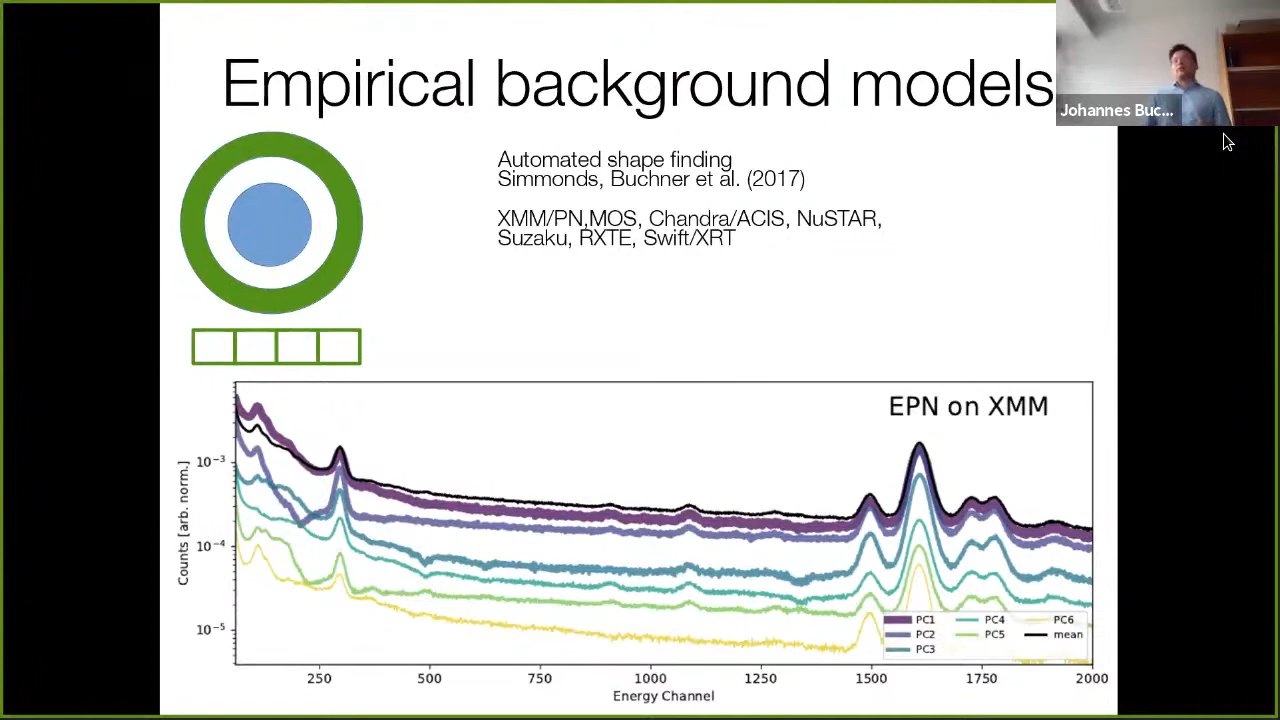 Empirical background models
Johannes Buc...
Automated shape finding
Simmonds, Buchner et al. (2017)
XMM/PN,MOS, Chandra/ACIS, NuSTAR,
Suzaku, RXTE, Swift/XRT
EPN on XMM
Counts [arb. norm.]
10⁻³
10⁻⁴
10⁻⁵
PC1
PC2
PC3
PC4
PC5
PC6
mean
250 500 750 1000 1250 1500 1750 2000
Energy Channel